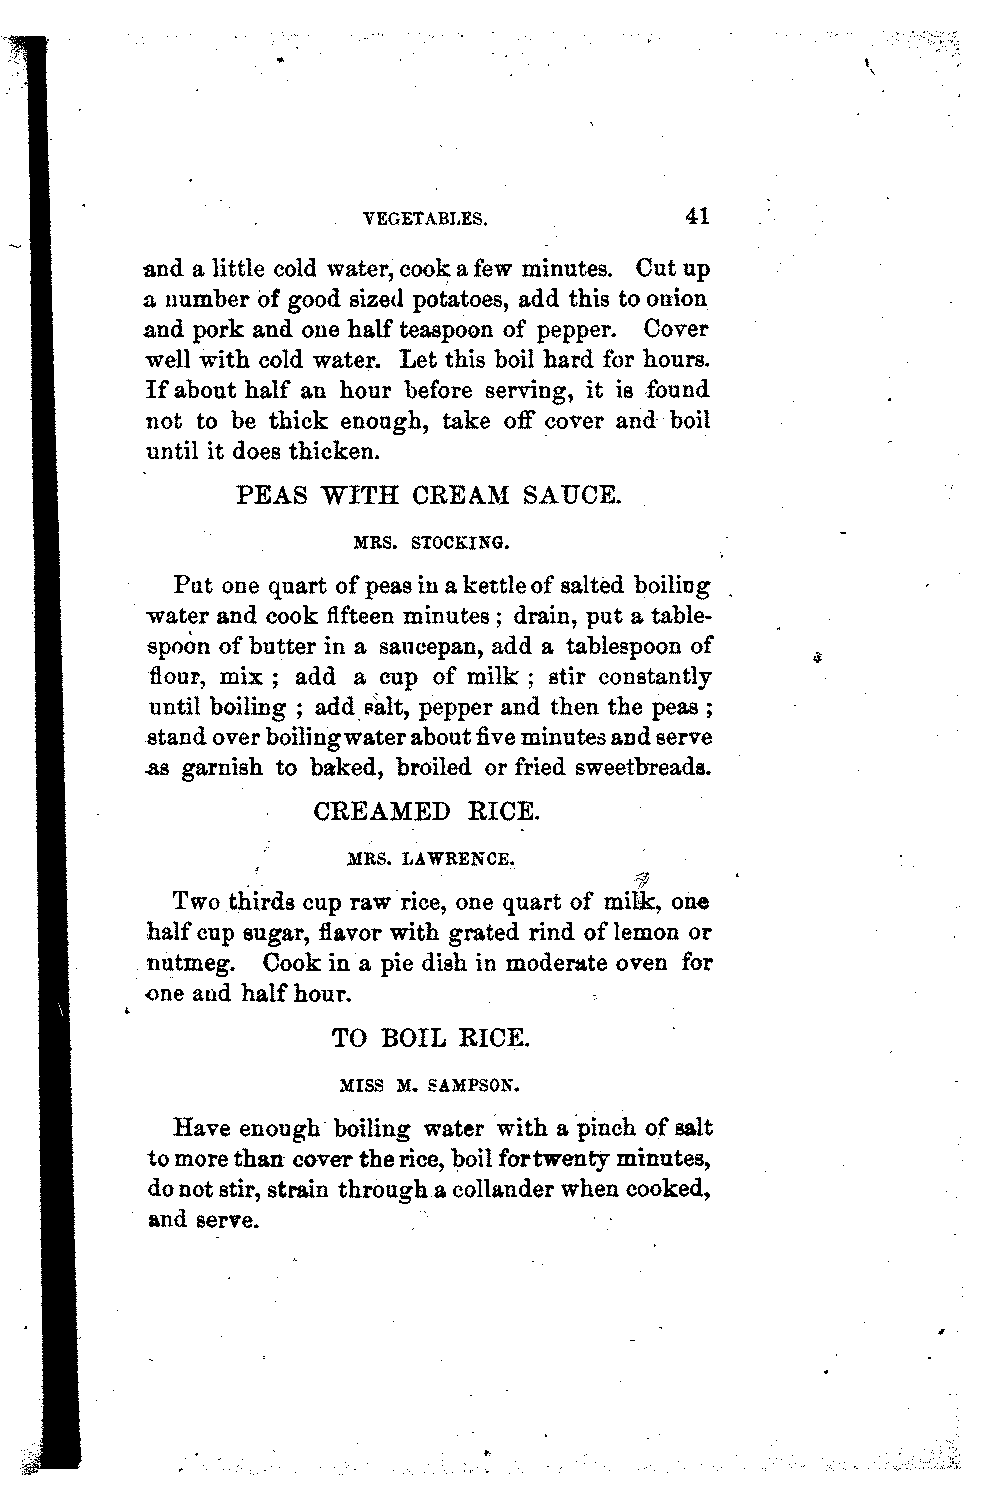 VEGETABLES. 41
and a little cold water, cook a few minutes. Cut up
a number of good sized potatoes, add this to onion
and pork and one half teaspoon of pepper. Cover
well with cold water. Let this boil hard for hours.
If about half an hour before serving, it is found
not to be thick enough, take off cover and boil
until it does thicken.
PEAS WITH CREAM SAUCE.
MRS. STOCKING.
Put one quart of peas in a kettle of salted boiling
water and cook fifteen minutes ; drain, put a table-
spoon of butter in a saucepan, add a tablespoon of
flour, mix ; add a cup of milk ; stir constantly
until boiling ; add salt, pepper and then the peas ;
stand over boiling water about five minutes and serve
as garnish to baked, broiled or fried sweetbreads.
CREAMED RICE.
MRS. LAWRENCE.
Two thirds cup raw rice, one quart of milk, one
half cup sugar, flavor with grated rind of lemon or
nutmeg. Cook in a pie dish in moderate oven for
one and half hour.
TO BOIL RICE.
MISS M. SAMPSON.
Have enough boiling water with a pinch of salt
to more than cover the rice, boil for twenty minutes,
do not stir, strain through a collander when cooked,
and serve.